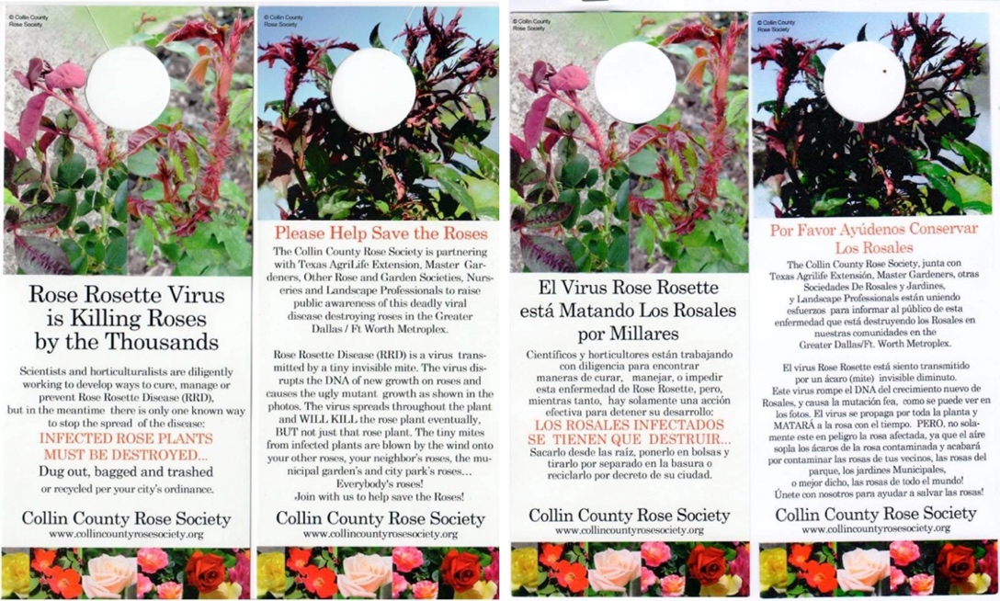 © Collin County
Rose Society
Rose Rosette Virus
is Killing Roses
by the Thousands
Scientists and horticulturalists are diligently
working to develop ways to cure, manage or
prevent Rose Rosette Disease (RRD),
but in the meantime there is only one known way
to stop the spread of the disease:
INFECTED ROSE PLANTS
MUST BE DESTROYED...
Dug out, bagged and trashed
or recycled per your city's ordinance.
Collin County Rose Society
www.collincountyrosesociety.org
© Collin County
Rose Society
Please Help Save the Roses
The Collin County Rose Society is partnering
with Texas AgriLife Extension, Master Gar-
deners, Other Rose and Garden Societies, Nurs-
eries and Landscape Professionals to raise
public awareness of this deadly viral
disease destroying roses in the Greater
Dallas / Ft Worth Metroplex.
Rose Rosette Disease (RRD) is a virus trans-
mitted by a tiny invisible mite. The virus dis-
rupts the DNA of new growth on roses and
causes the ugly mutant growth as shown in the
photos. The virus spreads throughout the plant
and WILL KILL the rose plant eventually,
BUT not just that rose plant. The tiny mites
from infected plants are blown by the wind onto
your other roses, your neighbor's roses, the mu-
nicipal garden's and city park's roses...
Everybody's roses!
Join with us to help save the Roses!
Collin County Rose Society
www.collincountyrosesociety.org
© Collin County
Rose Society
El Virus Rose Rosette
está Matando Los Rosales
por Millares
Científicos y horticultores están trabajando
con diligencia para encontrar
maneras de curar, manejar, o impedir
esta enfermedad de Rose Rosette, pero,
mientras tanto, hay solamente una acción
efectiva para detener su desarrollo:
LOS ROSALES INFECTADOS
SE TIENEN QUE DESTRUIR...
Sacarlo desde las raíz, ponerlo en bolsas y
tirarlo por separado en la basura o
reciclarlo por decreto de su ciudad.
Collin County Rose Society
www.collincountyrosesociety.org
© Collin County
Rose Society
Por Favor Ayúdenos Conservar
Los Rosales
The Collin County Rose Society, junta con
Texas Agrilife Extensión, Master Gardeners, otras
Sociedades De Rosales y Jardines,
y Landscape Professionals están uniendo
esfuerzos para informar al público de esta
enfermedad que está destruyendo los Rosales en
nuestras comunidades en the
Greater Dallas/Ft. Worth Metroplex.
El virus Rose Rosette está siento transmitido
por un ácaro (mite) invisible diminuto.
Este virus rompe el DNA del crecimiento nuevo de
Rosales, y causa la mutación fea, como se puede ver en
los fotos. El virus se propaga por toda la planta y
MATARÁ a la rosa con el tiempo. PERO, no sola-
mente este en peligro la rosa afectada, ya que el aire
sopla los ácaros de la rosa contaminada y acabará
por contaminar las rosas de tus vecinos, las rosas del
parque, los jardines Municipales,
o mejor dicho, las rosas de todo el mundo!
Únete con nosotros para ayudar a salvar las rosas!
Collin County Rose Society
www.collincountyrosesociety.org